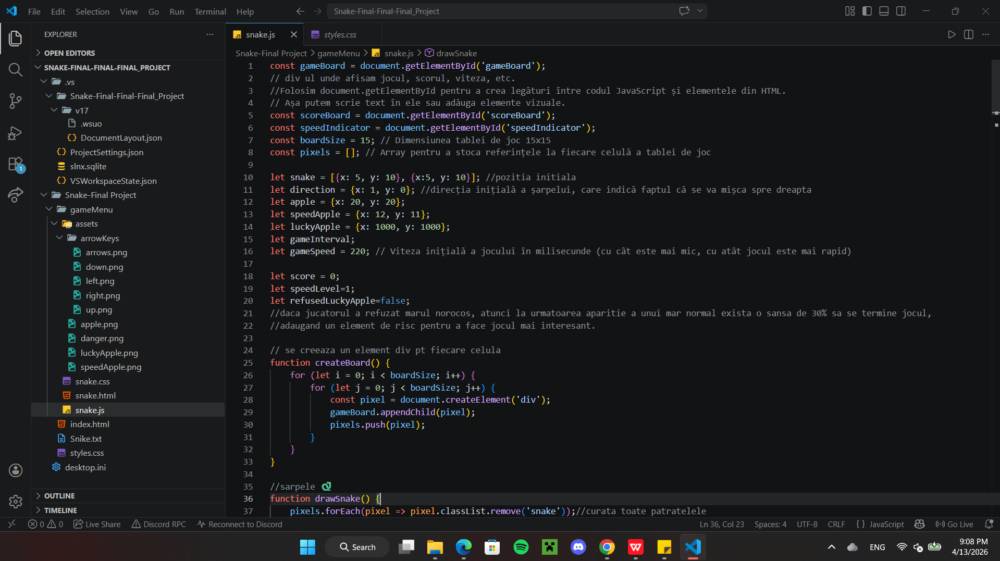 File Edit Selection View Go Run Terminal Help
Snake-Final-Final-Final_Project
EXPLORER
OPEN EDITORS
SNAKE-FINAL-FINAL-FINAL_PROJECT
.vs
Snake-Final-Final-Final_Project
v17
.wsuo
DocumentLayout.json
ProjectSettings.json
slnx.sqlite
VSWorkspaceState.json
Snake-Final Project
gameMenu
assets
arrowKeys
arrows.png
down.png
left.png
right.png
up.png
apple.png
danger.png
luckyApple.png
speedApple.png
snake.css
snake.html
JS snake.js
index.html
Snike.txt
styles.css
desktop.ini
OUTLINE
TIMELINE
1
JS snake.js
styles.css
Snake-Final Project > gameMenu > JS snake.js > drawSnake
1 const gameBoard = document.getElementById('gameBoard');
2 // div ul unde afisam jocul, scorul, viteza, etc.
3 //Folosim document.getElementById pentru a crea legături între codul JavaScript și elementele din HTML.
4 // Așa putem scrie text în ele sau adăuga elemente vizuale.
5 const scoreBoard = document.getElementById('scoreBoard');
6 const speedIndicator = document.getElementById('speedIndicator');
7 const boardSize = 15; // Dimensiunea tablei de joc 15x15
8 const pixels = []; // Array pentru a stoca referințele la fiecare celulă a tablei de joc
9
10 let snake = [{x: 5, y: 10}, {x:5, y: 10}]; //pozitia initiala
11 let direction = {x: 1, y: 0}; //direcția inițială a șarpelui, care indică faptul că se va mișca spre dreapta
12 let apple = {x: 20, y: 20};
13 let speedApple = {x: 12, y: 11};
14 let luckyApple = {x: 1000, y: 1000};
15 let gameInterval;
16 let gameSpeed = 220; // Viteza inițială a jocului în milisecunde (cu cât este mai mic, cu atât jocul este mai rapid)
17
18 let score = 0;
19 let speedLevel=1;
20 let refusedLuckyApple=false;
21 //daca jucatorul a refuzat marul norocos, atunci la urmatoarea aparitie a unui mar normal exista o sansa de 30% sa se termine jocul,
22 //adaugand un element de risc pentru a face jocul mai interesant.
23
24 // se creeaza un element div pt fiecare celula
25 function createBoard() {
26 for (let i = 0; i < boardSize; i++) {
27 for (let j = 0; j < boardSize; j++) {
28 const pixel = document.createElement('div');
29 gameBoard.appendChild(pixel);
30 pixels.push(pixel);
31 }
32 }
33 }
34
35 //sarpele 🐍
36 function drawSnake() {
37 pixels.forEach(pixel => pixel.classList.remove('snake'));//curata toate patratelele
0 0 Live Share Discord RPC Reconnect to Discord
Ln 36, Col 23 Spaces: 4 UTF-8 CRLF {} JavaScript Go Live
Search
ENG
9:08 PM
4/13/2026